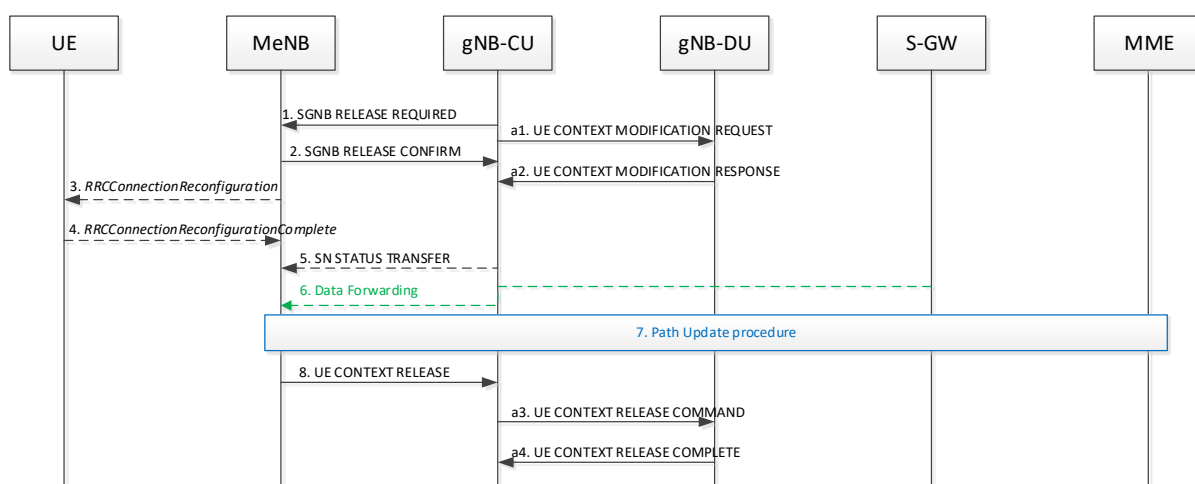 UE
MeNB
gNB-CU
gNB-DU
S-GW
MME
1. SGNB RELEASE REQUIRED
a1. UE CONTEXT MODIFICATION REQUEST
2. SGNB RELEASE CONFIRM
a2. UE CONTEXT MODIFICATION RESPONSE
3. RRCConnectionReconfiguration
4. RRCConnectionReconfigurationComplete
5. SN STATUS TRANSFER
6. Data Forwarding
7. Path Update procedure
8. UE CONTEXT RELEASE
a3. UE CONTEXT RELEASE COMMAND
a4. UE CONTEXT RELEASE COMPLETE